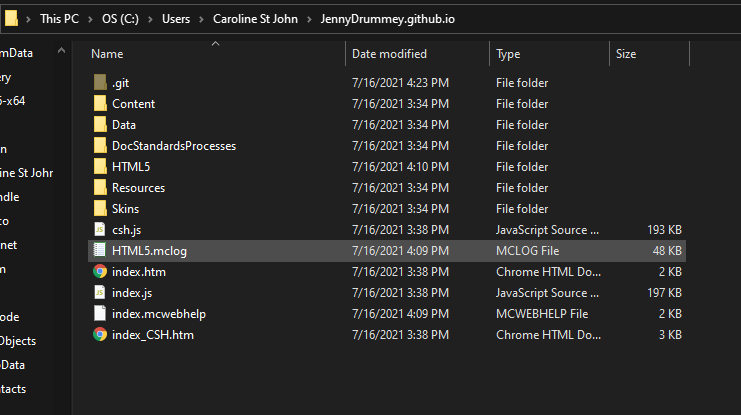 This PC > OS (C:) > Users > Caroline St John > JennyDrummey.github.io
Name Date modified Type Size
mData
ery
6-x64
n
line St John
ndle
to
net
m
ode
Objects
oData
tacts
.git 7/16/2021 4:23 PM File folder
Content 7/16/2021 3:34 PM File folder
Data 7/16/2021 3:34 PM File folder
DocStandardsProcesses 7/16/2021 3:34 PM File folder
HTML5 7/16/2021 4:10 PM File folder
Resources 7/16/2021 3:34 PM File folder
Skins 7/16/2021 3:34 PM File folder
csh.js 7/16/2021 3:38 PM JavaScript Source ... 193 KB
HTML5.mclog 7/16/2021 4:09 PM MCLOG File 48 KB
index.htm 7/16/2021 3:38 PM Chrome HTML Do... 2 KB
index.js 7/16/2021 3:38 PM JavaScript Source ... 197 KB
index.mcwebhelp 7/16/2021 4:09 PM MCWEBHELP File 2 KB
index_CSH.htm 7/16/2021 3:38 PM Chrome HTML Do... 3 KB